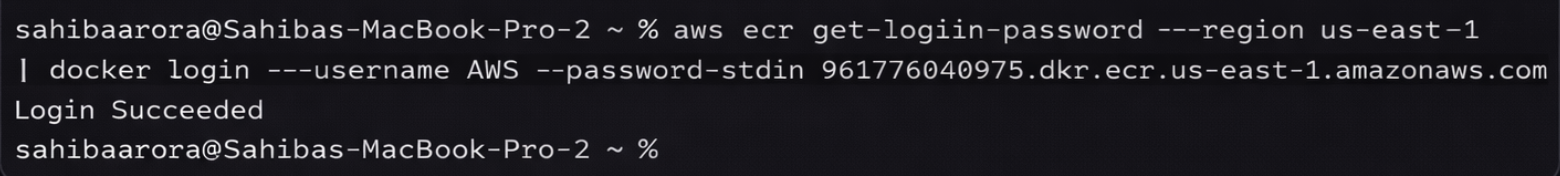 sahibaarora@Sahibas-MacBook-Pro-2 ~ % aws ecr get-logiin-password ---region us-east-1
| docker login ---username AWS --password-stdin 961776040975.dkr.ecr.us-east-1.amazonaws.com
Login Succeeded
sahibaarora@Sahibas-MacBook-Pro-2 ~ %